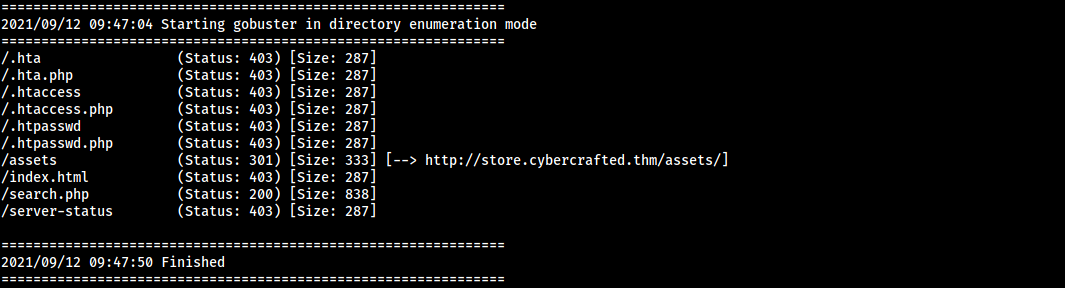 ===============================================================
2021/09/12 09:47:04 Starting gobuster in directory enumeration mode
===============================================================
/.hta                 (Status: 403) [Size: 287]
/.hta.php             (Status: 403) [Size: 287]
/.htaccess            (Status: 403) [Size: 287]
/.htaccess.php        (Status: 403) [Size: 287]
/.htpasswd            (Status: 403) [Size: 287]
/.htpasswd.php        (Status: 403) [Size: 287]
/assets               (Status: 301) [Size: 333] [--> http://store.cybercrafted.thm/assets/]
/index.html           (Status: 403) [Size: 287]
/search.php           (Status: 200) [Size: 838]
/server-status        (Status: 403) [Size: 287]

===============================================================
2021/09/12 09:47:50 Finished
===============================================================